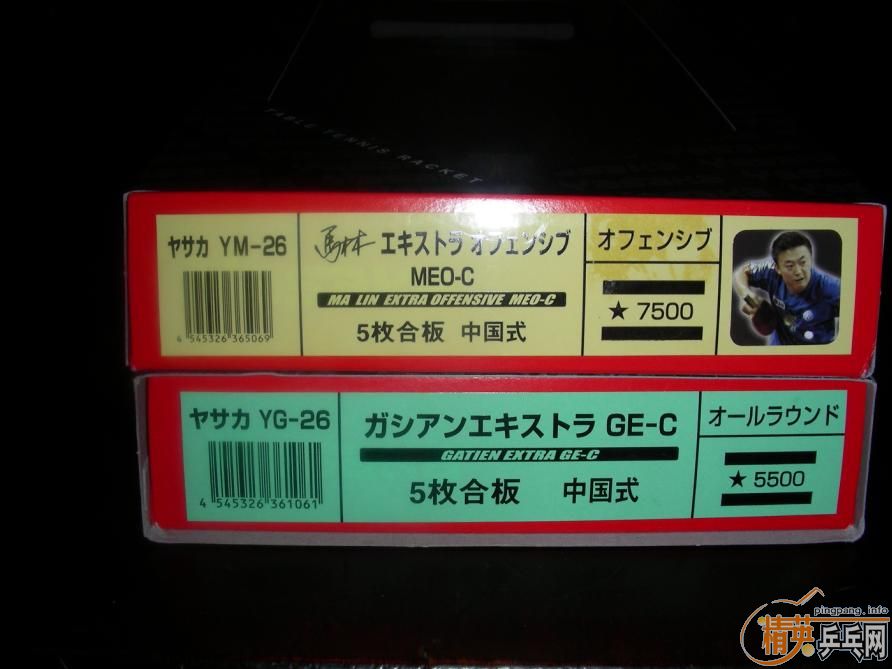 TABLE TENNIS RACKET
ヤサカ YM-26
4 545326 365069
馬林 エキストラ オフェンシブ
MEO-C
MA LIN EXTRA OFFENSIVE MEO-C
5枚合板 中国式
オフェンシブ
★ 7500
ヤサカ YG-26
4 545326 361061
ガシアンエキストラ GE-C
GATIEN EXTRA GE-C
5枚合板 中国式
オールラウンド
★ 5500
pingpang.info
精英乒乓网